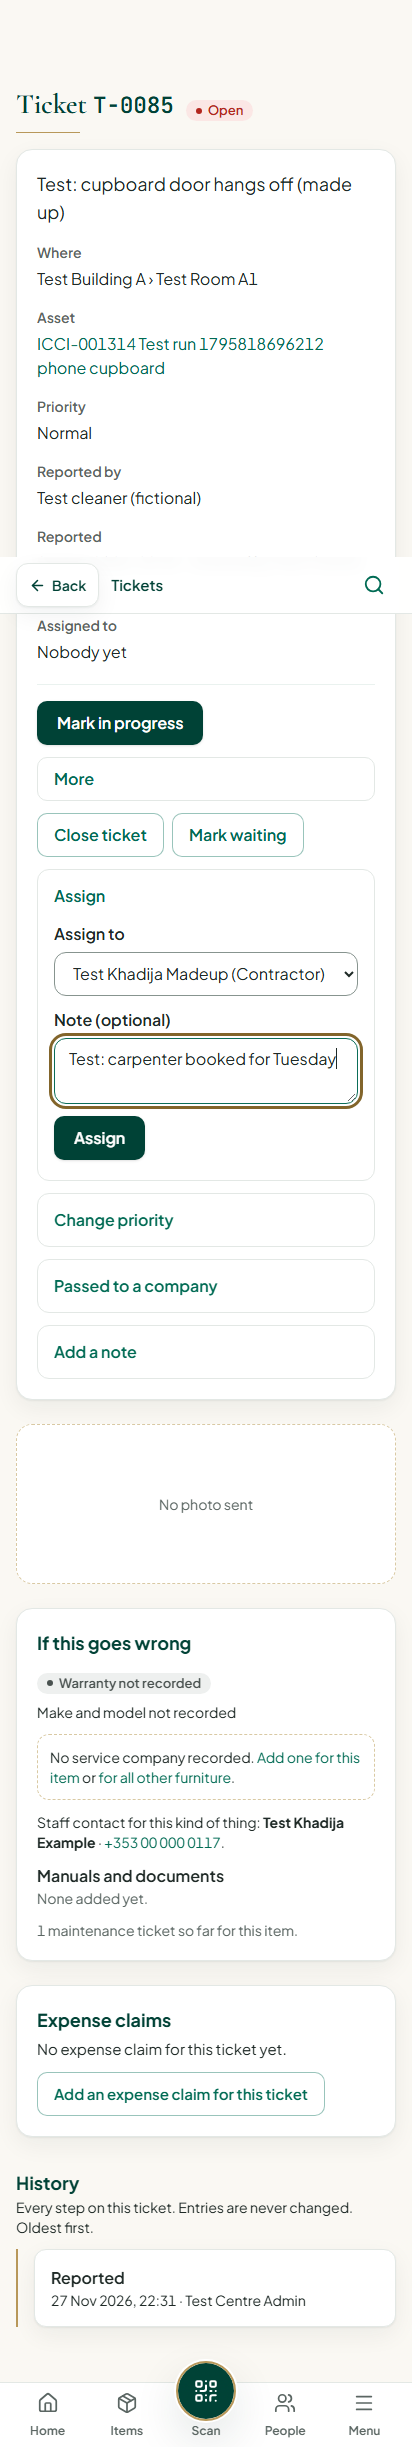 Ticket T-0085
Open
Test: cupboard door hangs off (made
up)
Where
Test Building A › Test Room A1
Asset
ICCI-001314 Test run 1795818696212
phone cupboard
Priority
Normal
Reported by
Test cleaner (fictional)
Reported
Back
Tickets
Assigned to
Nobody yet
Mark in progress
More
Close ticket
Mark waiting
Assign
Assign to
Test Khadija Madeup (Contractor)
Note (optional)
Test: carpenter booked for Tuesday
Assign
Change priority
Passed to a company
Add a note
No photo sent
If this goes wrong
Warranty not recorded
Make and model not recorded
No service company recorded. Add one for this
item or for all other furniture.
Staff contact for this kind of thing: Test Khadija
Example · +353 00 000 0117.
Manuals and documents
None added yet.
1 maintenance ticket so far for this item.
Expense claims
No expense claim for this ticket yet.
Add an expense claim for this ticket
History
Every step on this ticket. Entries are never changed.
Oldest first.
Reported
27 Nov 2026, 22:31 · Test Centre Admin
Home
Items
Scan
People
Menu